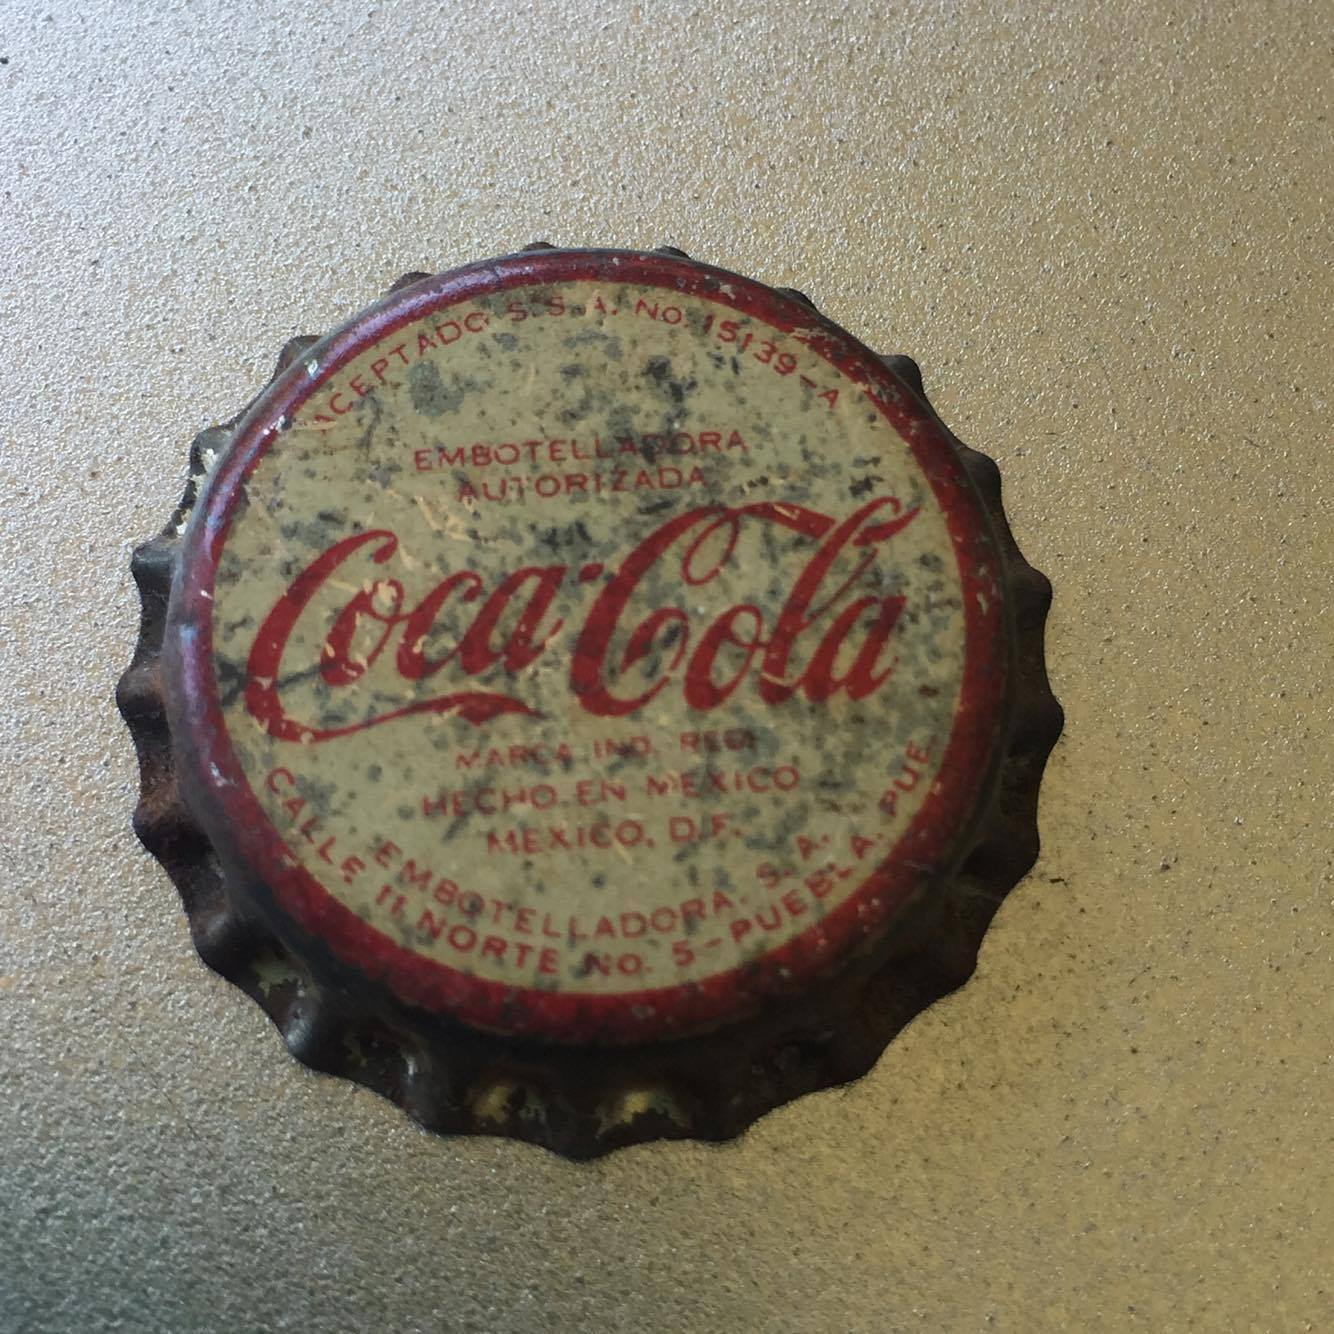 ACEPTADO S.S.A. NO. 15139-A
EMBOTELLADORA
AUTORIZADA
Coca-Cola
MARCA IND. REG.
HECHO EN MEXICO
MEXICO, D.F.
EMBOTELLADORA, S. A.
CALLE 11 NORTE NO. 5-PUEBLA, PUE.